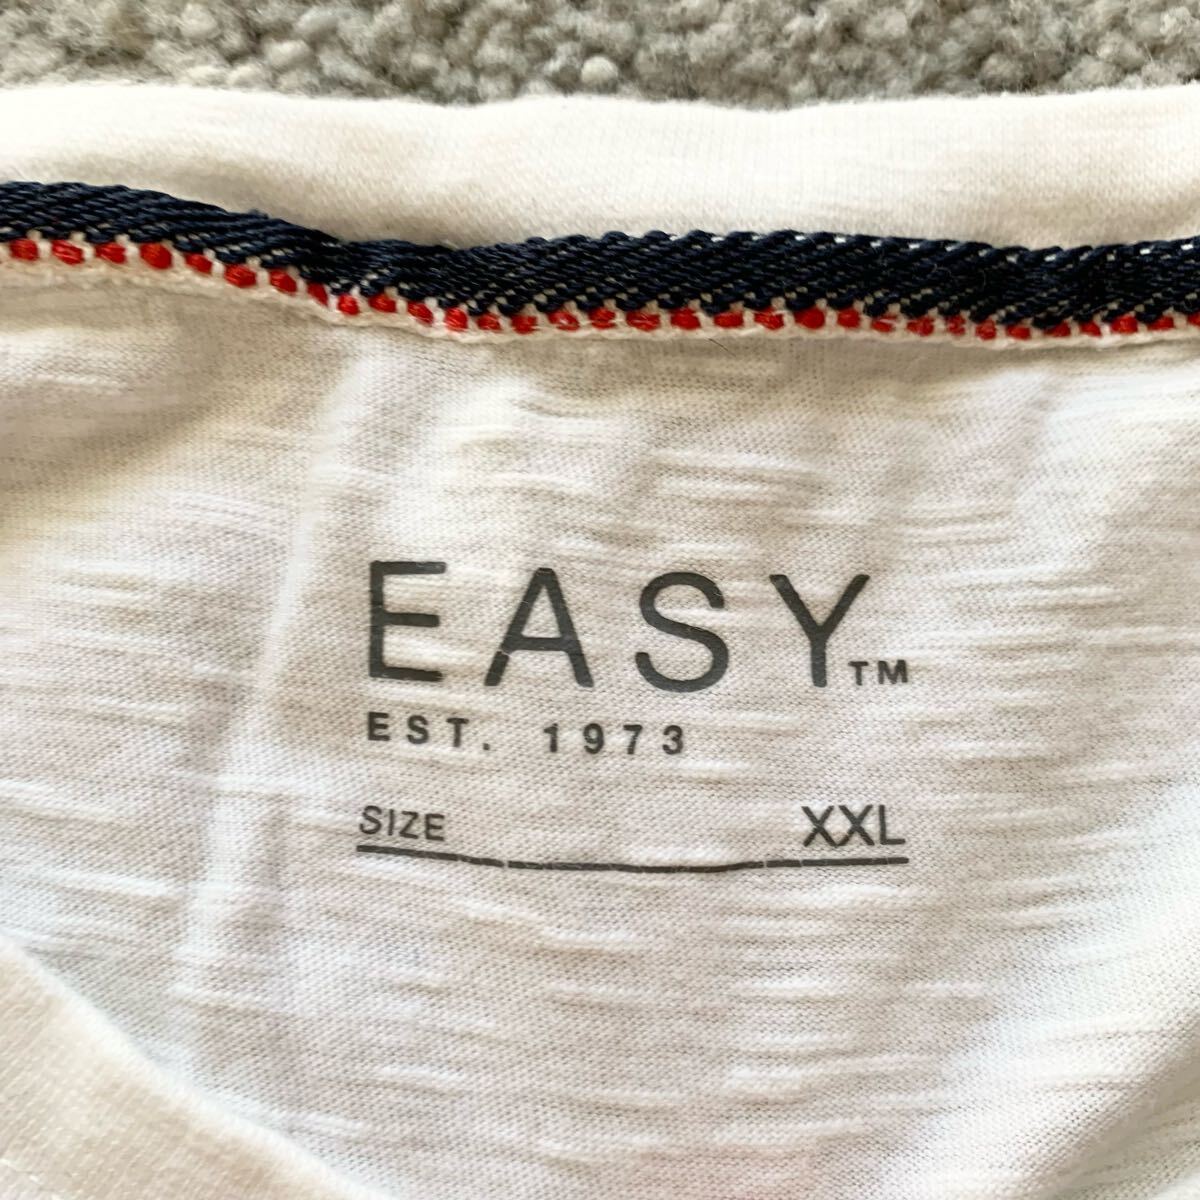 EASY™
EST. 1973
SIZE XXL